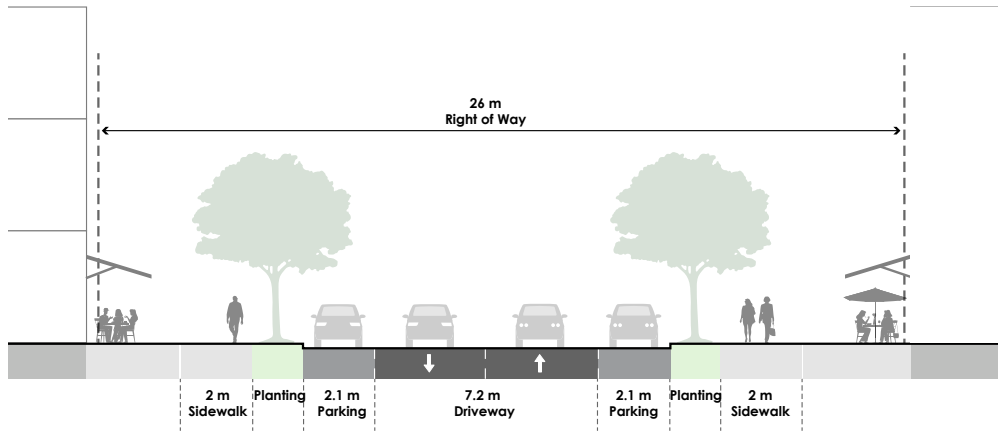 26 m
Right of Way
2 m
Sidewalk
Planting
2.1 m
Parking
7.2 m
Driveway
2.1 m
Parking
Planting
2 m
Sidewalk